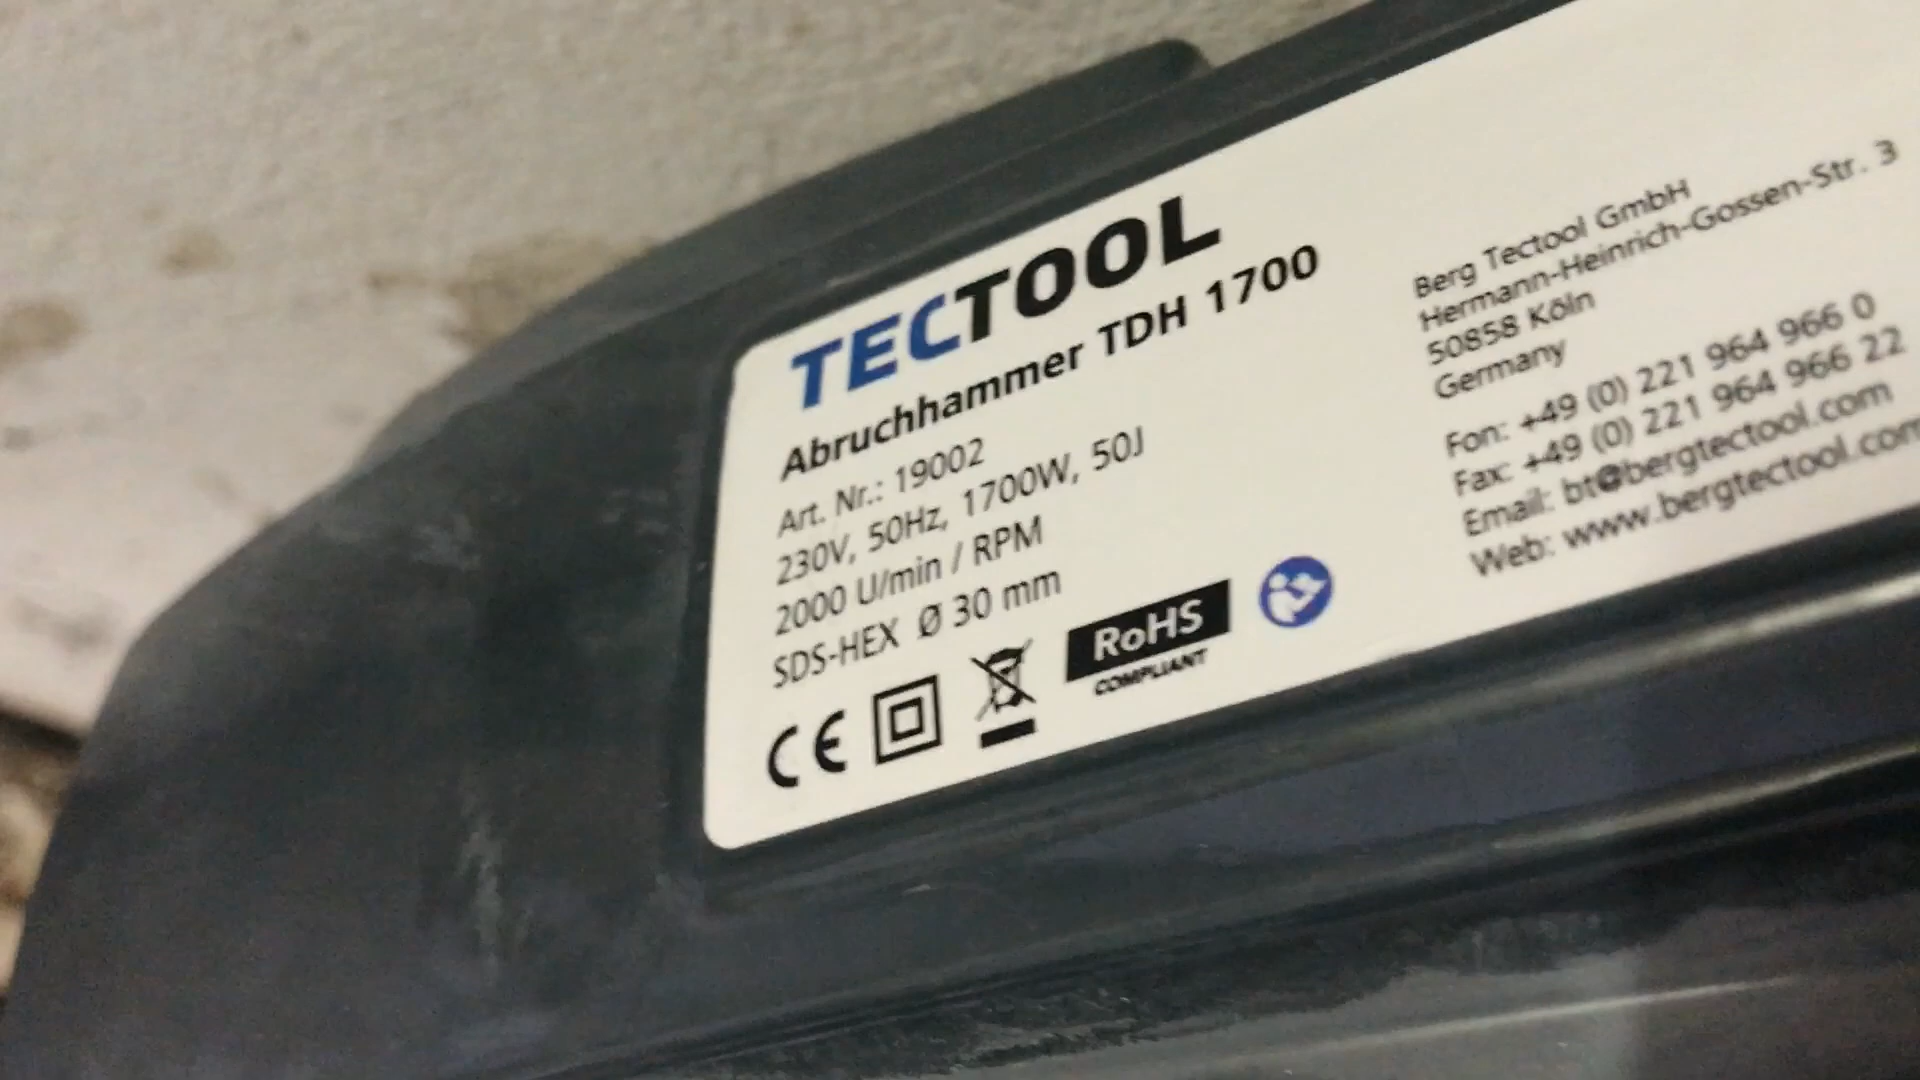 TECTOOL
Abruchhammer TDH 1700
Art. Nr.: 19002
230V, 50Hz, 1700W, 50J
2000 U/min / RPM
SDS-HEX Ø 30 mm
CE
RoHS
COMPLIANT
Berg Tectool GmbH
Hermann-Heinrich-Gossen-Str. 3
50858 Köln
Germany
Fon: +49 (0) 221 964 966 0
Fax: +49 (0) 221 964 966 22
Email: bt@bergtectool.com
Web: www.bergtectool.com